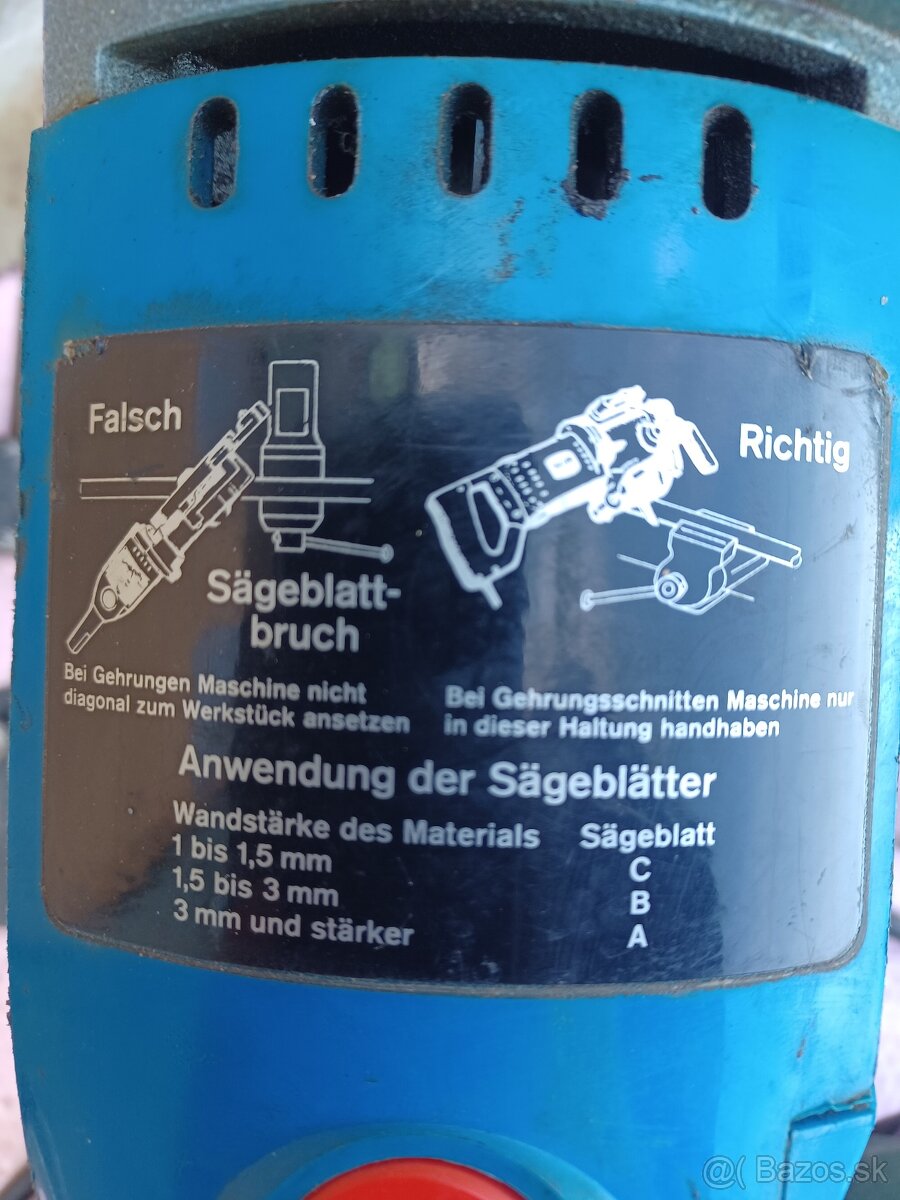 Falsch
Richtig
Sägeblatt-
bruch
Bei Gehrungen Maschine nicht
diagonal zum Werkstück ansetzen
Bei Gehrungsschnitten Maschine nur
in dieser Haltung handhaben
Anwendung der Sägeblätter
Wandstärke des Materials Sägeblatt
1 bis 1,5 mm C
1,5 bis 3 mm B
3 mm und stärker A
@( Bazos.sk